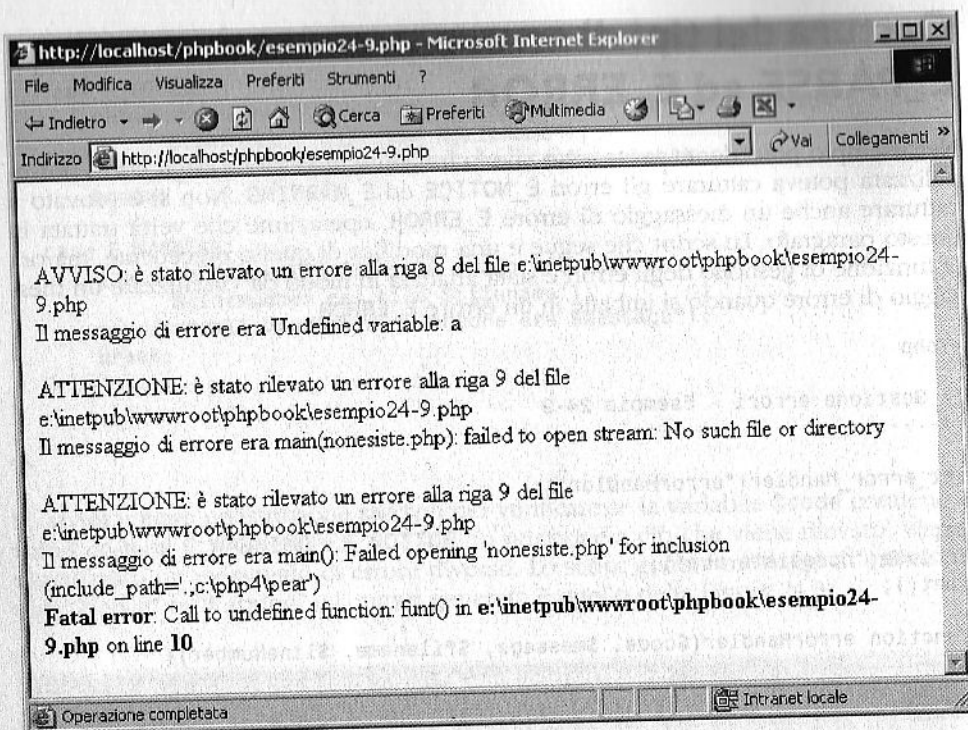 http://localhost/phpbook/esempio24-9.php - Microsoft Internet Explorer
File Modifica Visualizza Preferiti Strumenti ?
Indietro Cerca Preferiti Multimedia
Indirizzo http://localhost/phpbook/esempio24-9.php Vai Collegamenti »
AVVISO: è stato rilevato un errore alla riga 8 del file e:\inetpub\wwwroot\phpbook\esempio24-
9.php
Il messaggio di errore era Undefined variable: a
ATTENZIONE: è stato rilevato un errore alla riga 9 del file
e:\inetpub\wwwroot\phpbook\esempio24-9.php
Il messaggio di errore era main(nonesiste.php): failed to open stream: No such file or directory
ATTENZIONE: è stato rilevato un errore alla riga 9 del file
e:\inetpub\wwwroot\phpbook\esempio24-9.php
Il messaggio di errore era main(): Failed opening 'nonesiste.php' for inclusion
(include_path='.;c:\php4\pear')
Fatal error: Call to undefined function: funt() in e:\inetpub\wwwroot\phpbook\esempio24-
9.php on line 10
Operazione completata Intranet locale